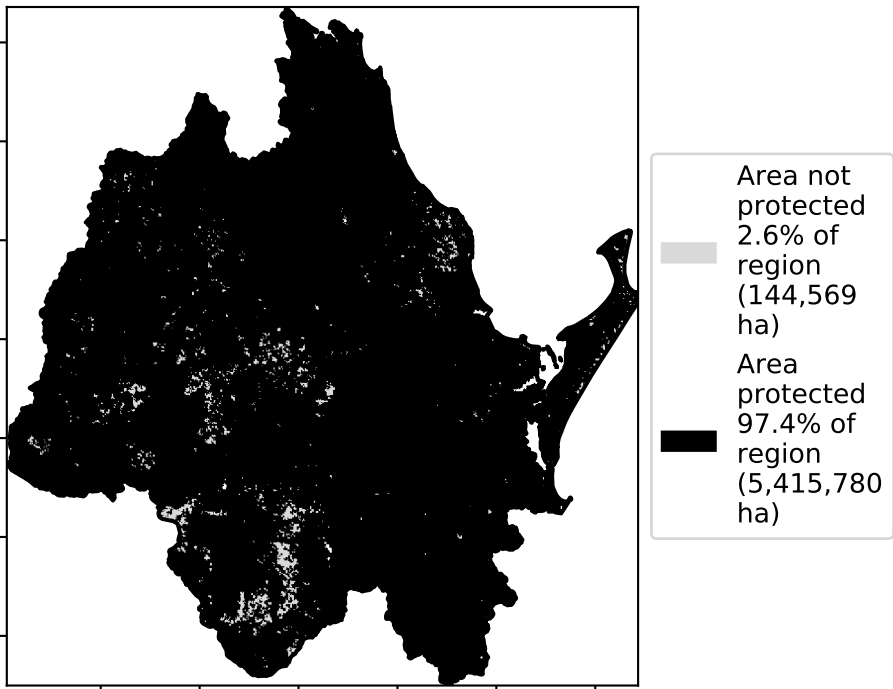 Area not
protected
2.6% of
region
(144,569
ha)
Area
protected
97.4% of
region
(5,415,780
ha)